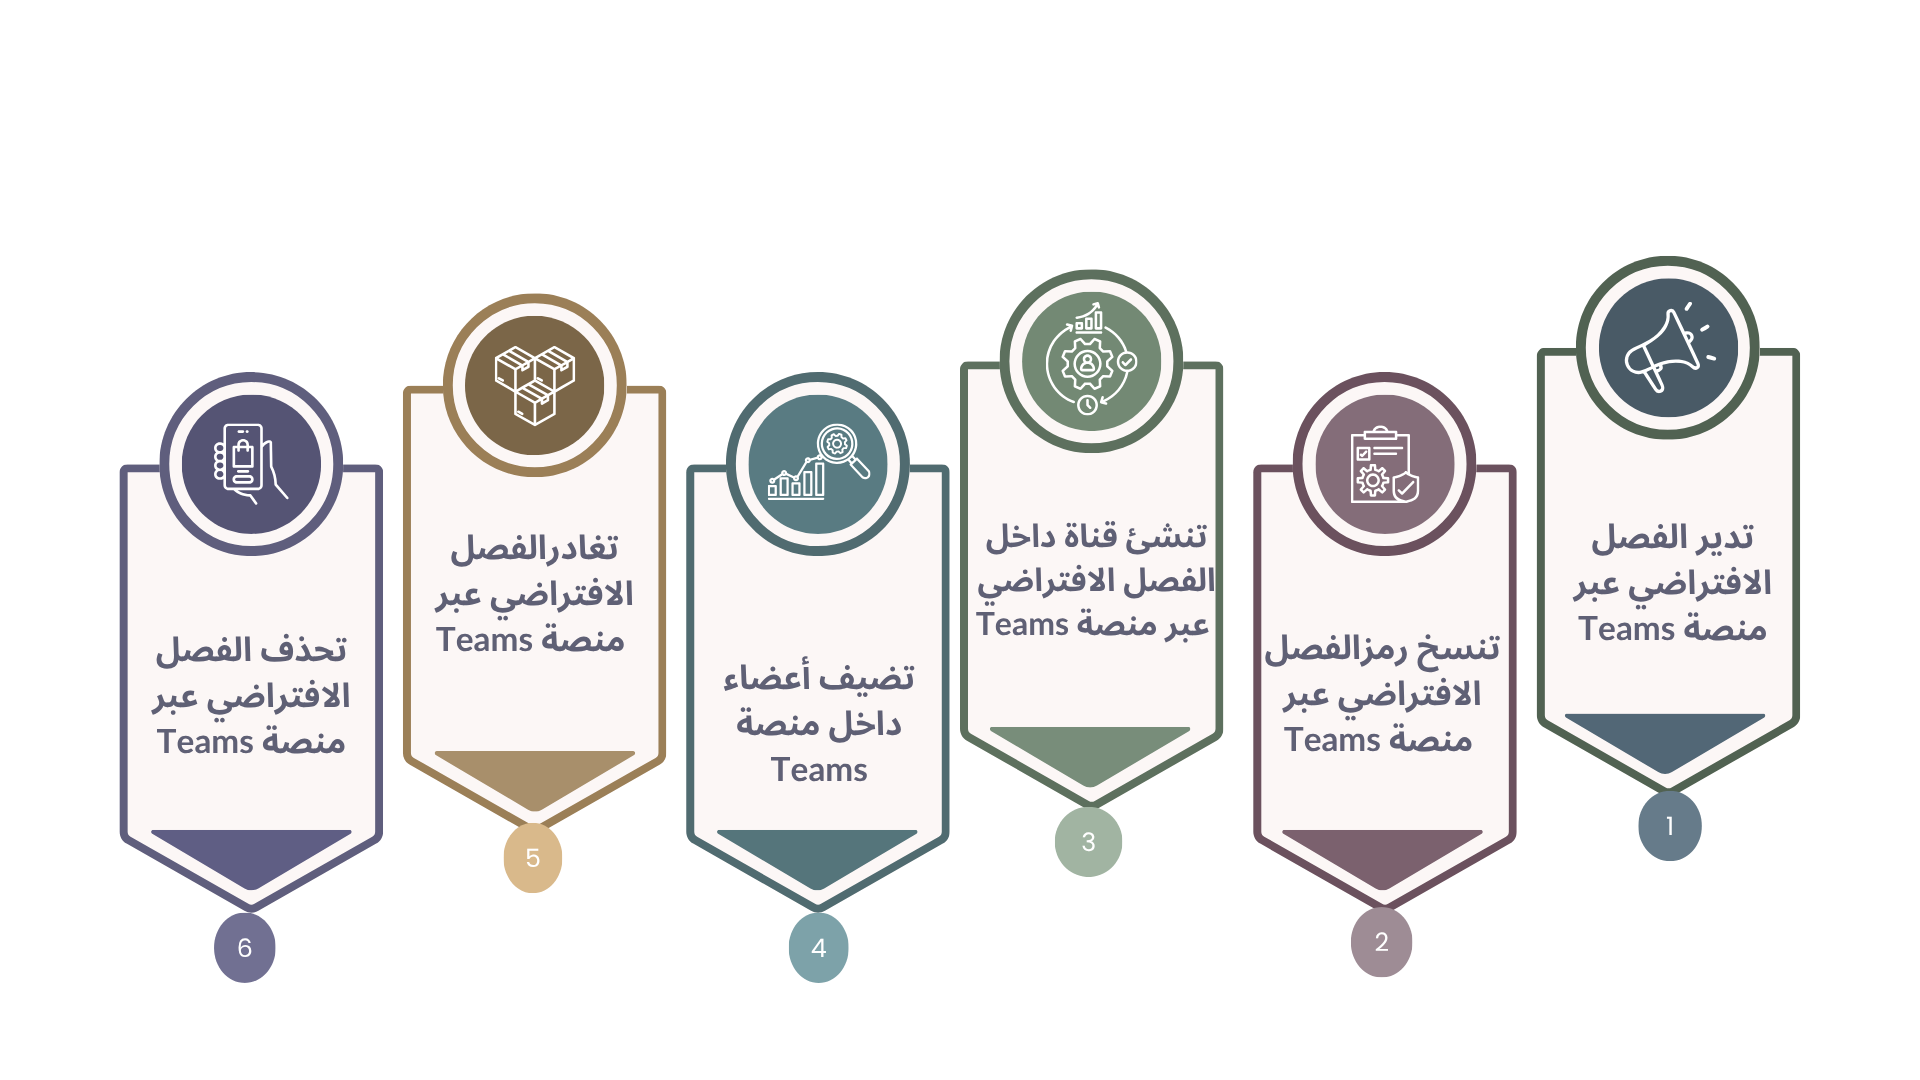 تدير الفصل
الافتراضي عبر
منصة Teams
1
تنسخ رمزالفصل
الافتراضي عبر
منصة Teams
2
تنشئ قناة داخل
الفصل الافتراضي
عبر منصة Teams
3
تضيف أعضاء
داخل منصة
Teams
4
تغادرالفصل
الافتراضي عبر
منصة Teams
5
تحذف الفصل
الافتراضي عبر
منصة Teams
6